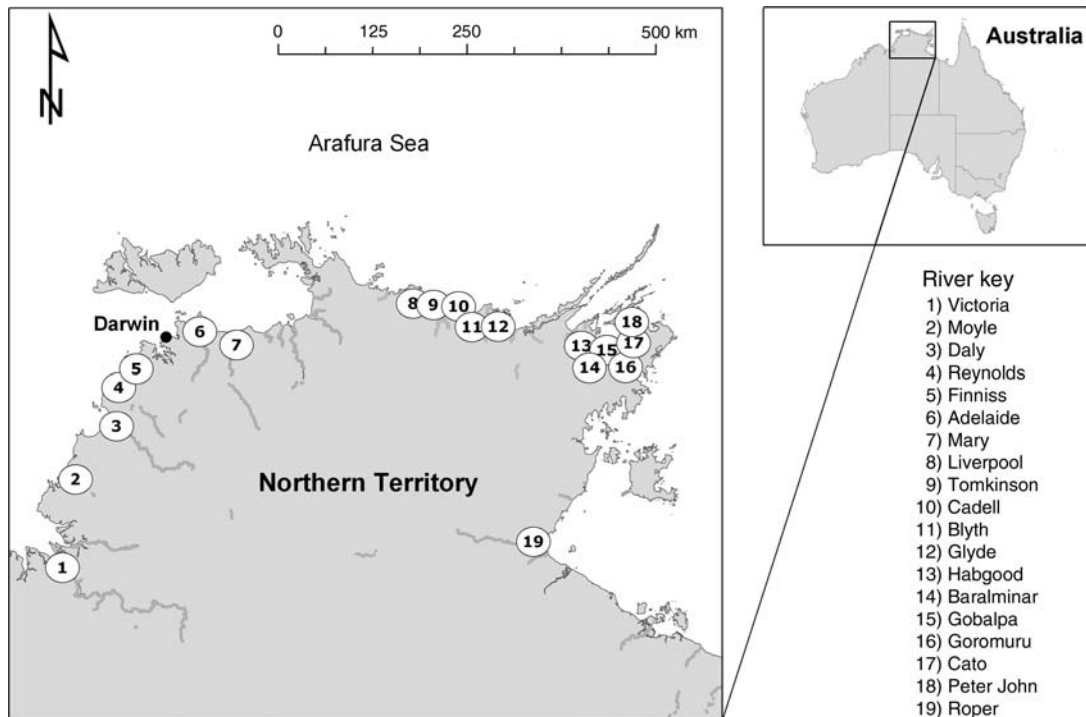 N
0 125 250 500 km
Arafura Sea
Australia
Darwin
Northern Territory
1
2
3
4
5
6
7
8
9
10
11
12
13
14
15
16
17
18
19
River key
1) Victoria
2) Moyle
3) Daly
4) Reynolds
5) Finniss
6) Adelaide
7) Mary
8) Liverpool
9) Tomkinson
10) Cadell
11) Blyth
12) Glyde
13) Habgood
14) Baralminar
15) Gobalpa
16) Goromuru
17) Cato
18) Peter John
19) Roper